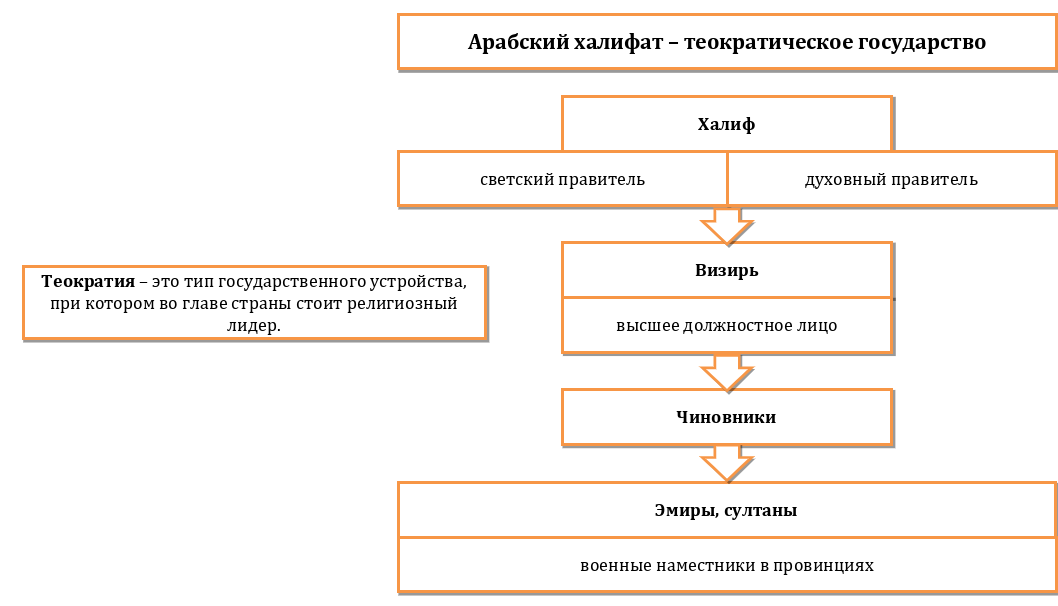 Арабский халифат – теократическое государство
Халиф
светский правитель
духовный правитель
Визирь
высшее должностное лицо
Теократия – это тип государственного устройства,
при котором во главе страны стоит религиозный
лидер.
Чиновники
Эмиры, султаны
военные наместники в провинциях